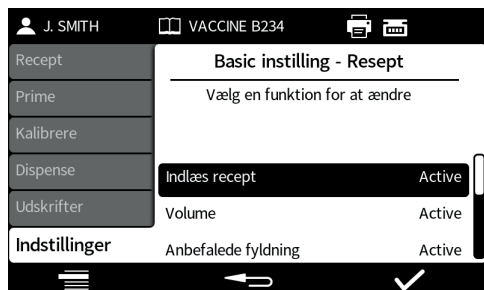 J. SMITH
VACCINE B234
Recept
Prime
Kalibrere
Dispense
Udskrifter
Indstillinger
Basic instilling - Resept
Vælg en funktion for at ændre
Indlæs recept Active
Volume Active
Anbefalede fyldning Active